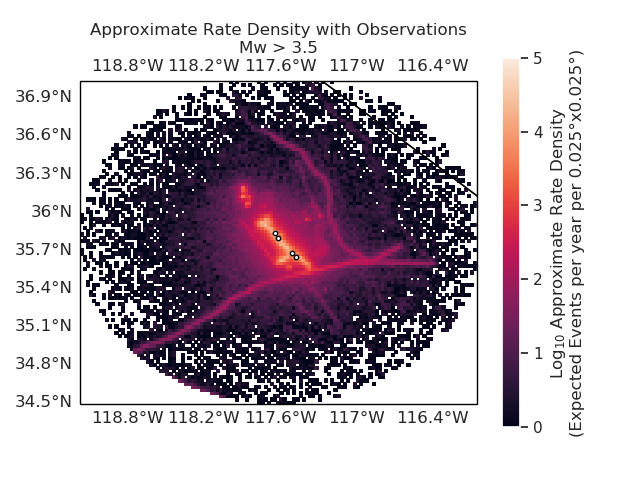 Approximate Rate Density with Observations
Mw > 3.5
118.8°W 118.2°W 117.6°W 117°W 116.4°W
36.9°N
36.6°N
36.3°N
36°N
35.7°N
35.4°N
35.1°N
34.8°N
34.5°N
118.8°W 118.2°W 117.6°W 117°W 116.4°W
5
4
3
2
1
0
Log₁₀ Approximate Rate Density
(Expected Events per year per 0.025°x0.025°)